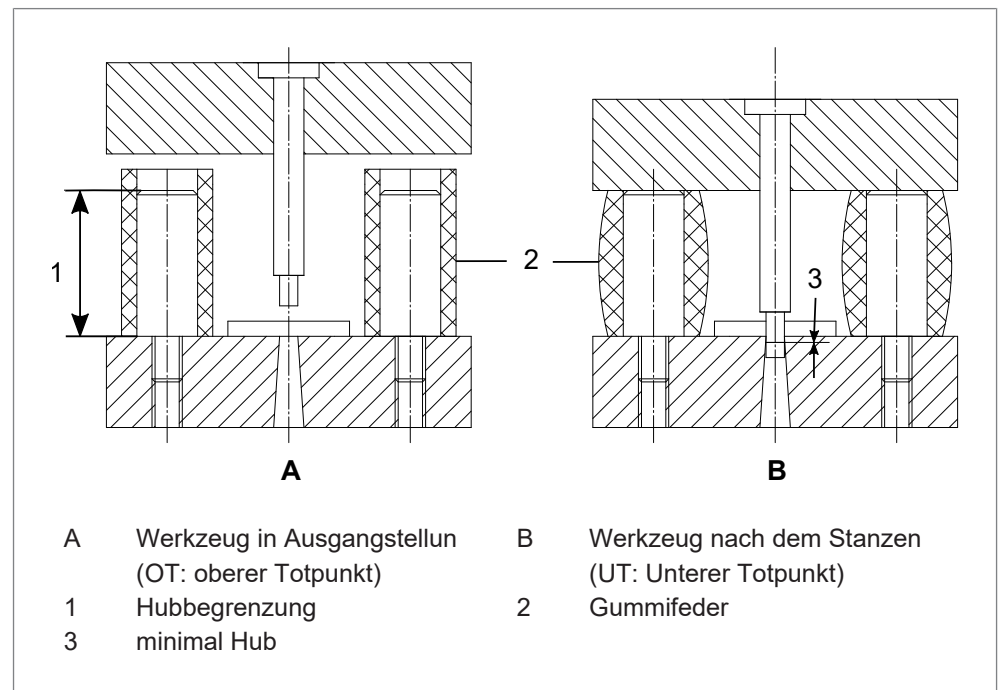 1
2
3
A
B
A Werkzeug in Ausgangstellun
(OT: oberer Totpunkt)
B Werkzeug nach dem Stanzen
(UT: Unterer Totpunkt)
1 Hubbegrenzung
2 Gummifeder
3 minimal Hub